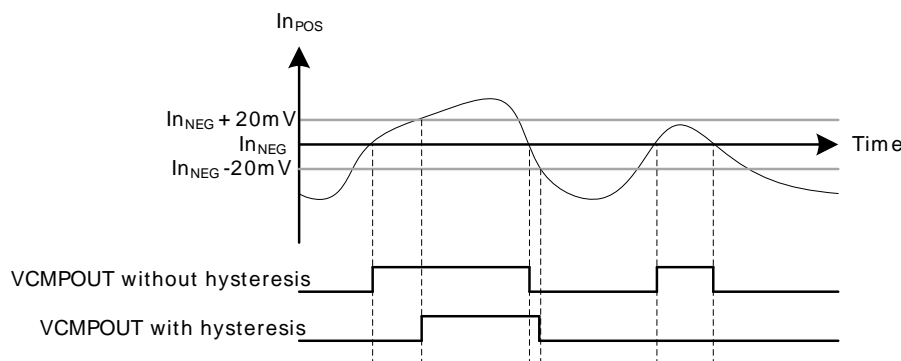 InPOS
InNEG + 20mV
InNEG
Time
InNEG -20mV
VCMPOUT without hysteresis
VCMPOUT with hysteresis